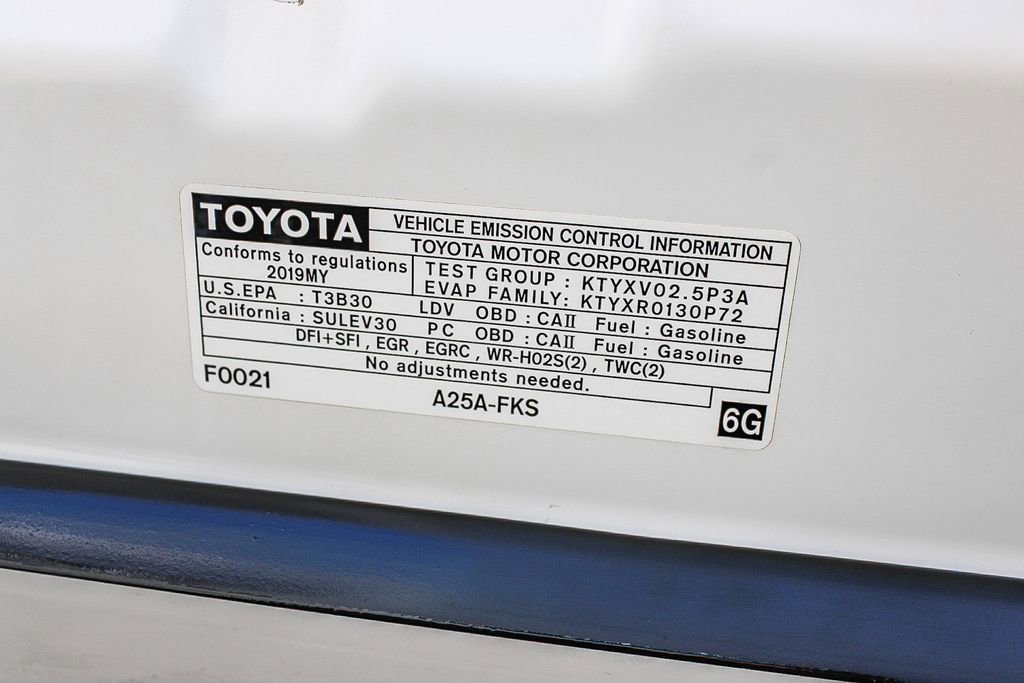 TOYOTA VEHICLE EMISSION CONTROL INFORMATION
TOYOTA MOTOR CORPORATION
Conforms to regulations
2019MY
TEST GROUP : KTYXV02.5P3A
EVAP FAMILY: KTYXR0130P72
U.S.EPA : T3B30 LDV OBD : CAII Fuel : Gasoline
California : SULEV30 PC OBD : CAII Fuel : Gasoline
DFI+SFI , EGR , EGRC , WR-HO2S(2) , TWC(2)
No adjustments needed.
F0021 A25A-FKS 6G